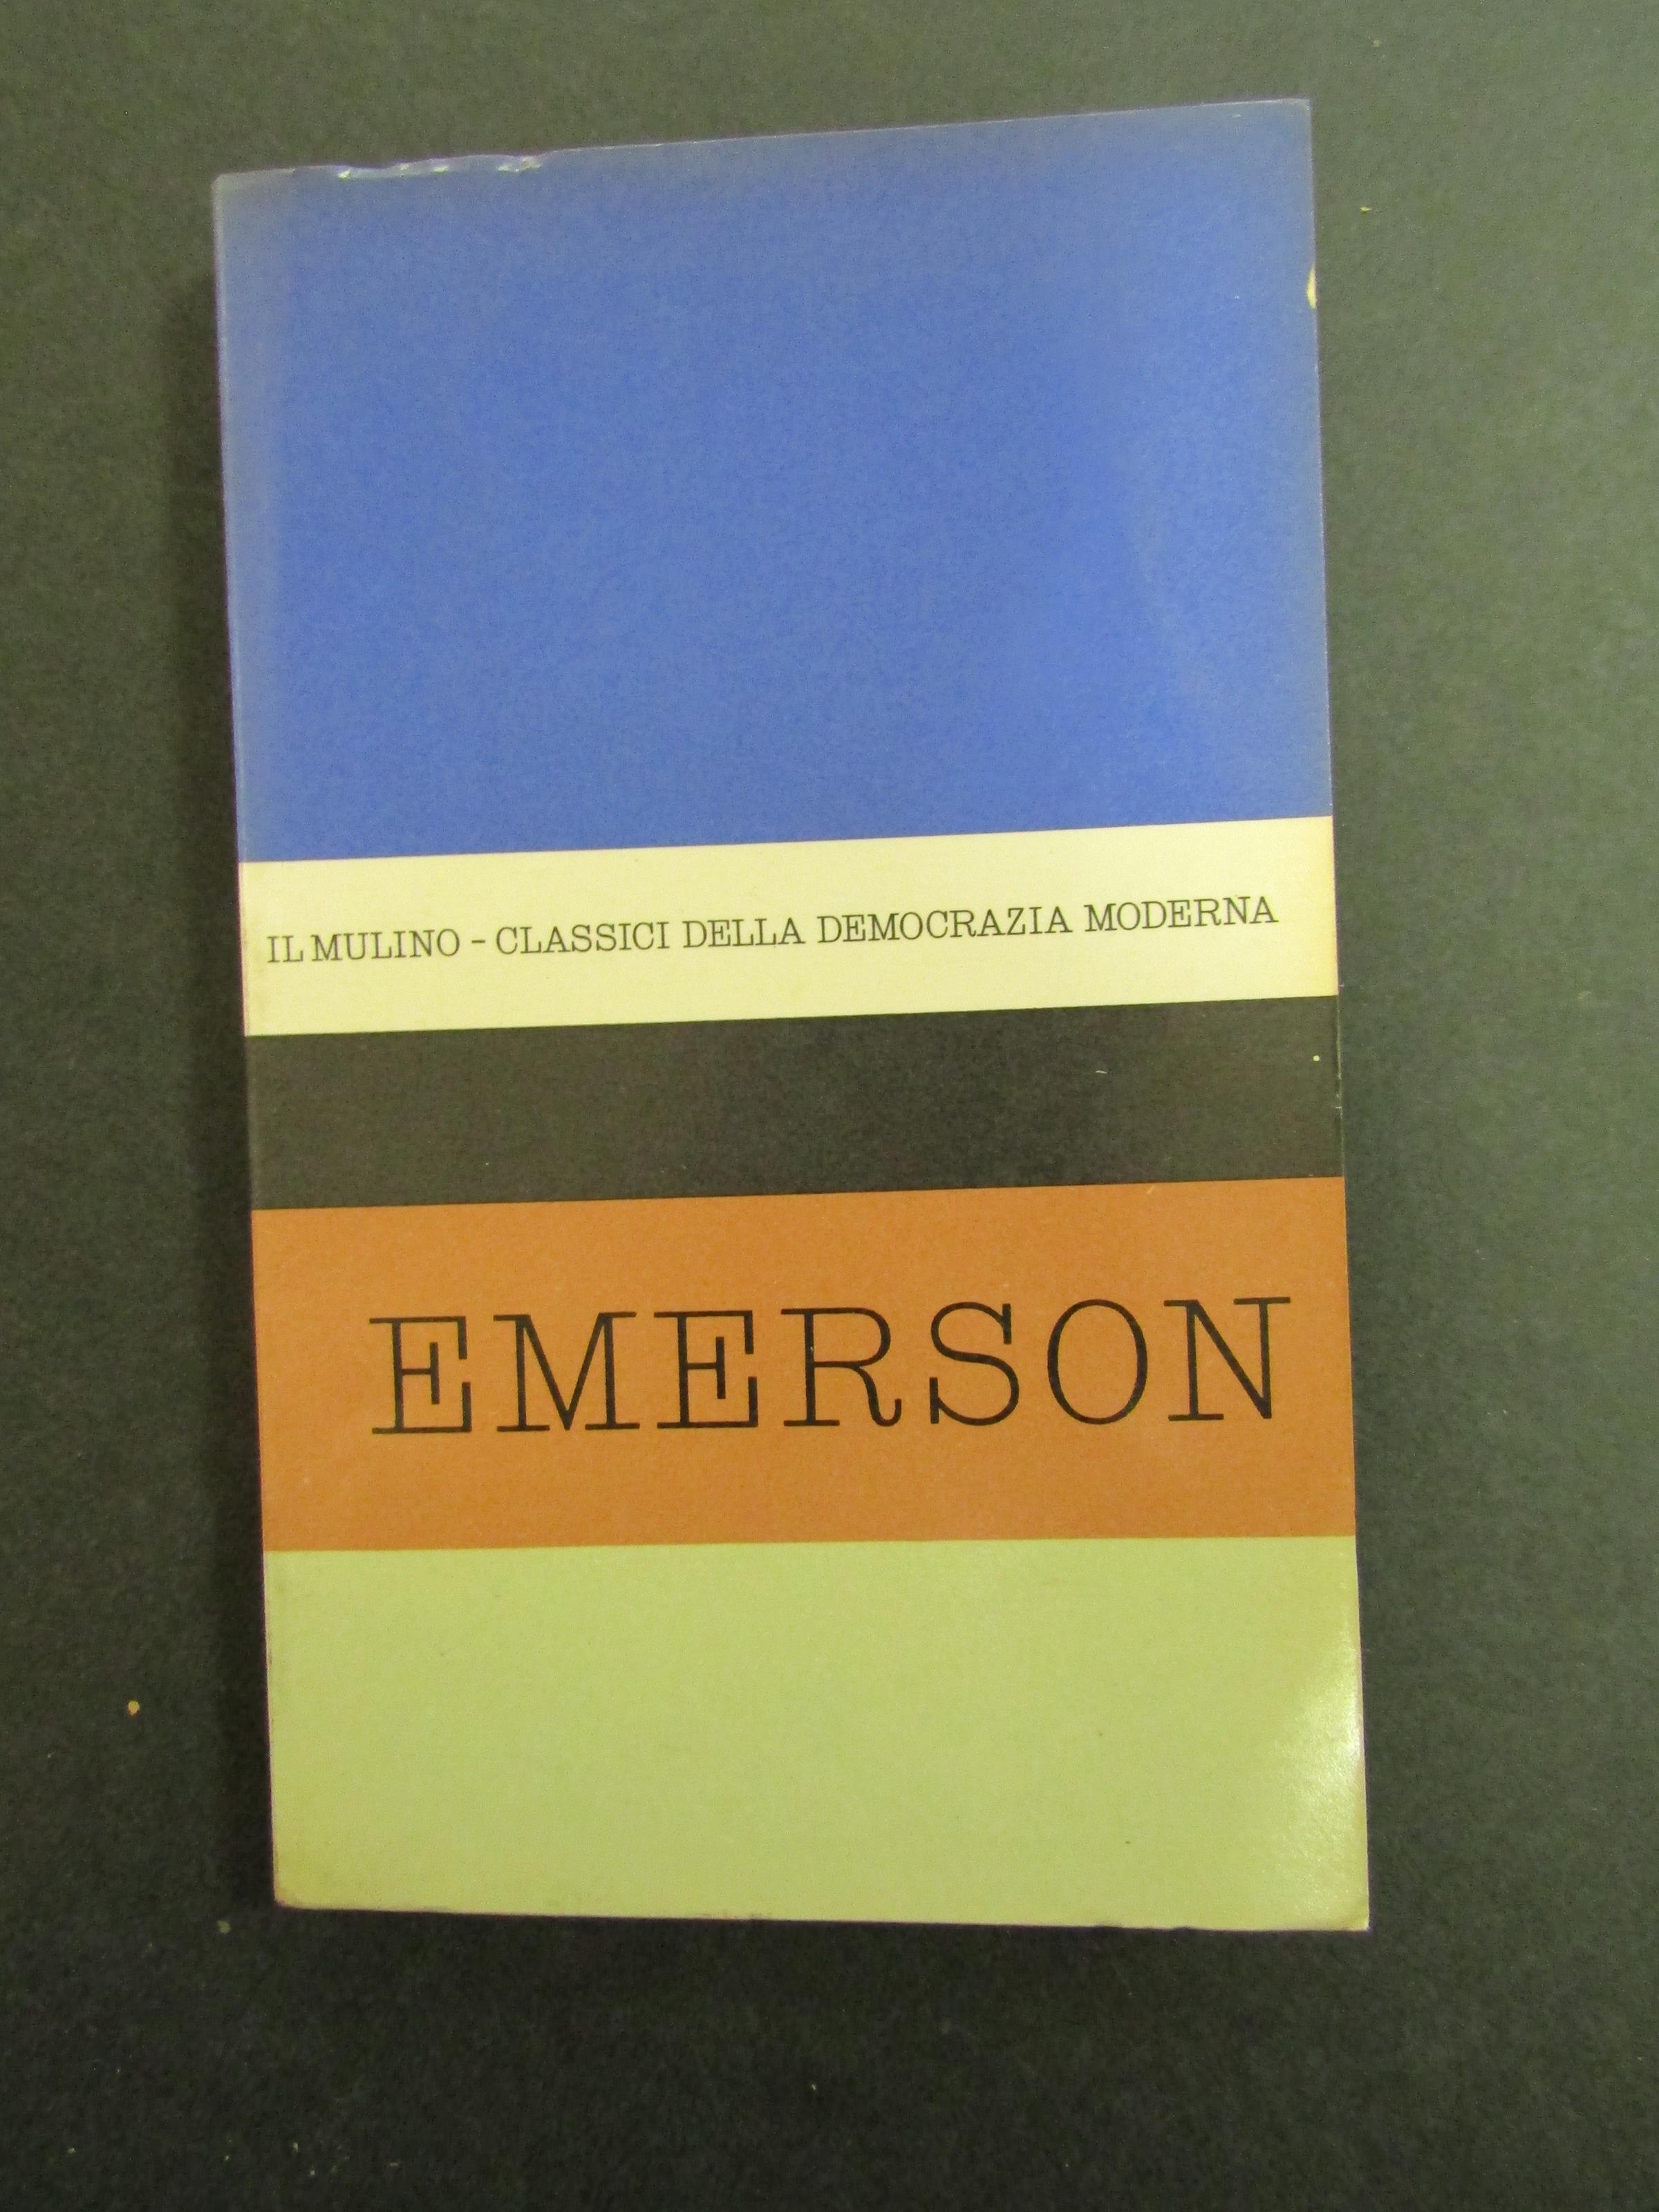 IL MULINO - CLASSICI DELLA DEMOCRAZIA MODERNA
EMERSON